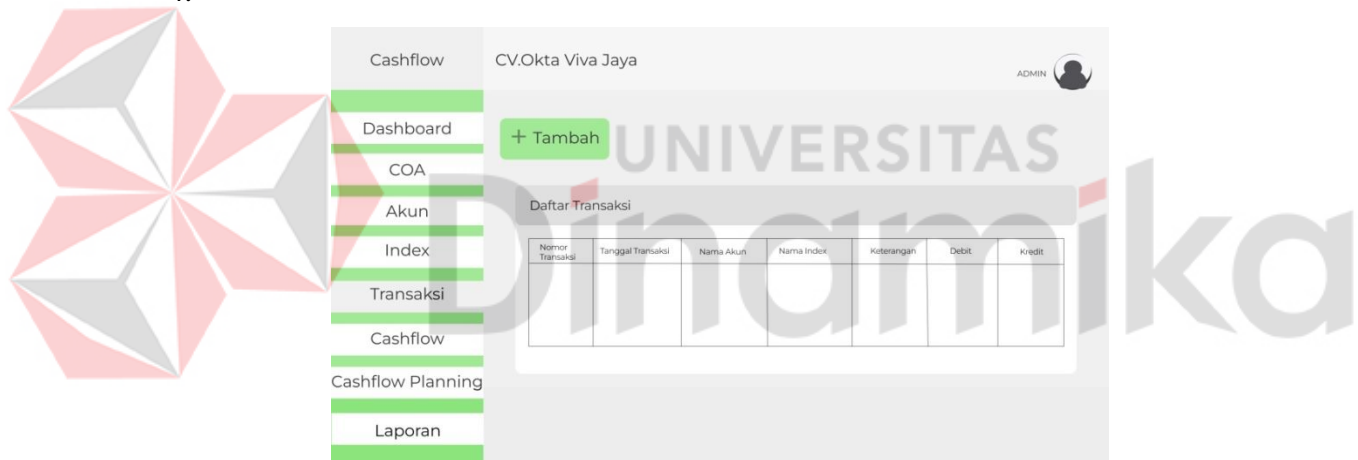 Cashflow
CV.Okta Viva Jaya
ADMIN
Dashboard
COA
Akun
Index
Transaksi
Cashflow
Cashflow Planning
Laporan
+ Tambah
UNIVERSITAS
Dinamika
Daftar Transaksi
Nomor
Transaksi
Tanggal Transaksi
Nama Akun
Nama Index
Keterangan
Debit
Kredit